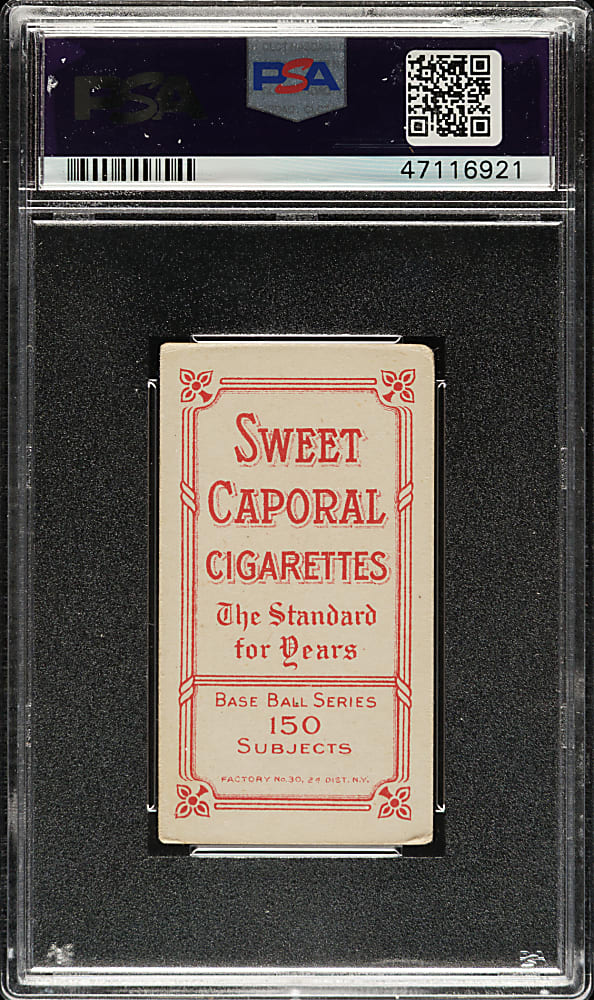 PSA
PSA
47116921
SWEET
CAPORAL
CIGARETTES
The Standard
for Years
BASE BALL SERIES
150
SUBJECTS
FACTORY No. 30, 2d DIST. N.Y.